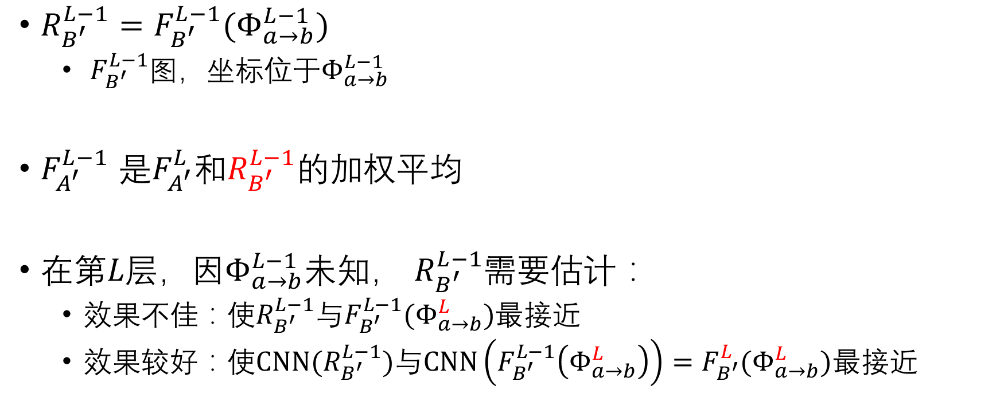 • $R_{B'}^{L-1} = F_{B'}^{L-1}(\Phi_{a\to b}^{L-1})$
• $F_{B'}^{L-1}$图，坐标位于$\Phi_{a\to b}^{L-1}$
• $F_{A'}^{L-1}$ 是$F_{A'}^{L}$和$R_{B'}^{L-1}$的加权平均
• 在第$L$层，因$\Phi_{a\to b}^{L-1}$未知， $R_{B'}^{L-1}$需要估计：
• 效果不佳：使$R_{B'}^{L-1}$与$F_{B'}^{L-1}(\Phi_{a\to b}^{L})$最接近
• 效果较好：使$\mathrm{CNN}(R_{B'}^{L-1})$与$\mathrm{CNN}\left(F_{B'}^{L-1}\left(\Phi_{a\to b}^{L}\right)\right) = F_{B'}^{L}(\Phi_{a\to b}^{L})$最接近